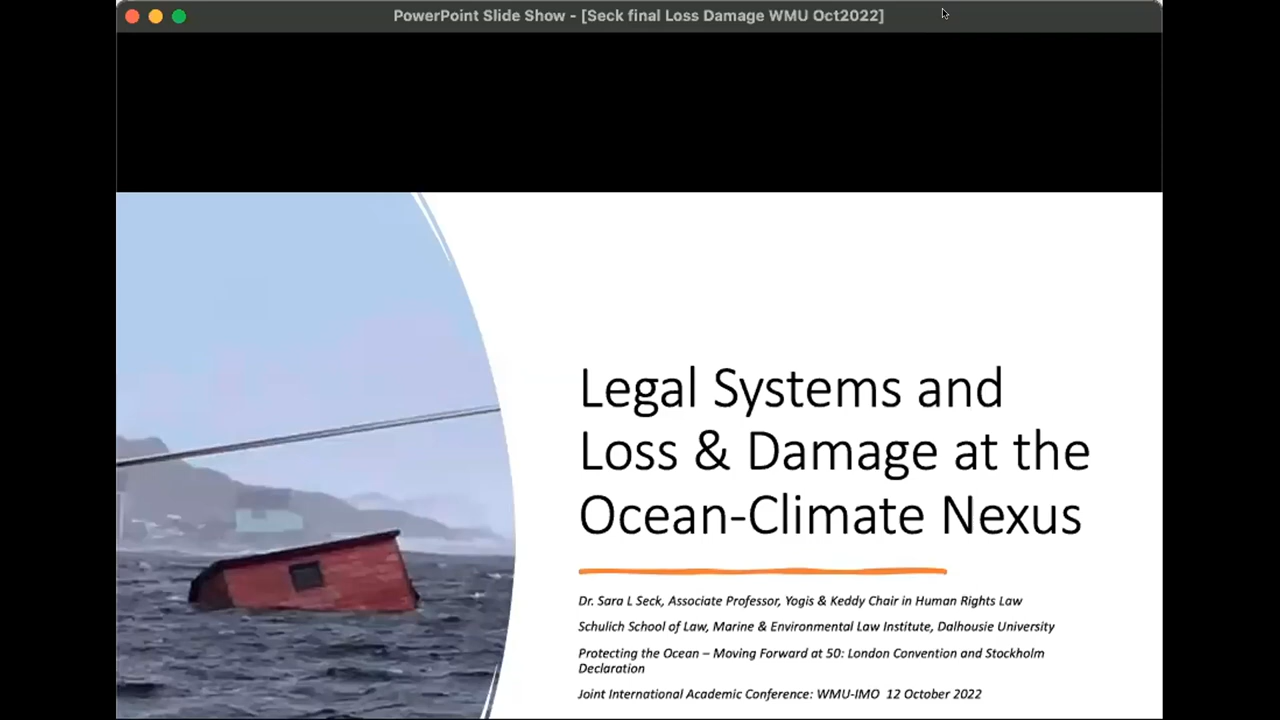 PowerPoint Slide Show - [Seck final Loss Damage WMU Oct2022]
Legal Systems and
Loss & Damage at the
Ocean-Climate Nexus
Dr. Sara L Seck, Associate Professor, Yogis & Keddy Chair in Human Rights Law
Schulich School of Law, Marine & Environmental Law Institute, Dalhousie University
Protecting the Ocean – Moving Forward at 50: London Convention and Stockholm
Declaration
Joint International Academic Conference: WMU-IMO 12 October 2022